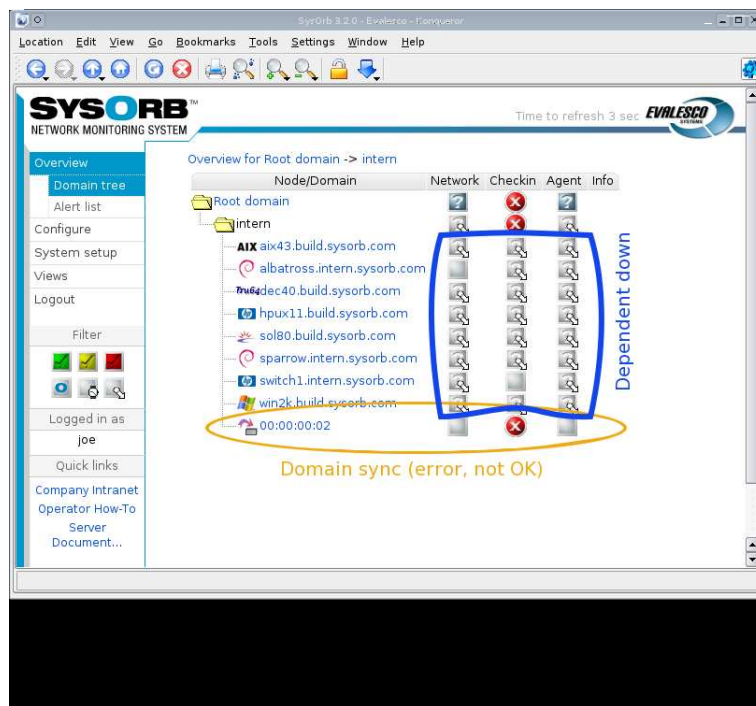 SysOrb 3.2.0 - Evalesco - Konqueror
Location Edit View Go Bookmarks Tools Settings Window Help
SYSORB™
NETWORK MONITORING SYSTEM
Time to refresh 3 sec
EVALESCO
SYSTEMS
Overview
Domain tree
Alert list
Configure
System setup
Views
Logout
Filter
Logged in as
joe
Quick links
Company Intranet
Operator How-To
Server
Document...
Overview for Root domain -> intern
Node/Domain Network Checkin Agent Info
Root domain
intern
AIX aix43.build.sysorb.com
albatross.intern.sysorb.com
Tru64 dec40.build.sysorb.com
hp hpux11.build.sysorb.com
sol80.build.sysorb.com
sparrow.intern.sysorb.com
hp switch1.intern.sysorb.com
win2k.build.sysorb.com
00:00:00:02
Dependent down
Domain sync (error, not OK)